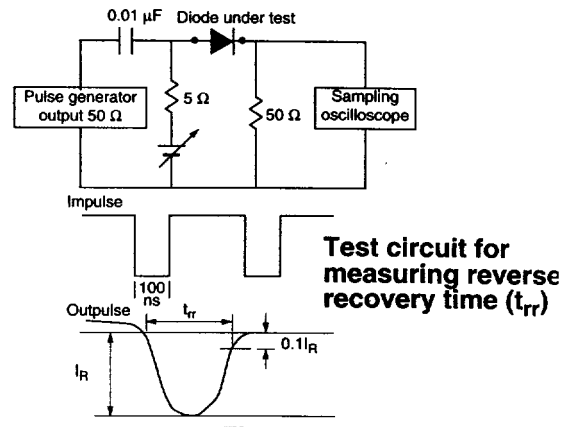 0.01 μF
Diode under test
Pulse generator
output 50 Ω
5 Ω
50 Ω
Sampling
oscilloscope
Impulse
100
ns
Test circuit for
measuring reverse
recovery time (trr)
Outpulse
trr
0.1IR
IR